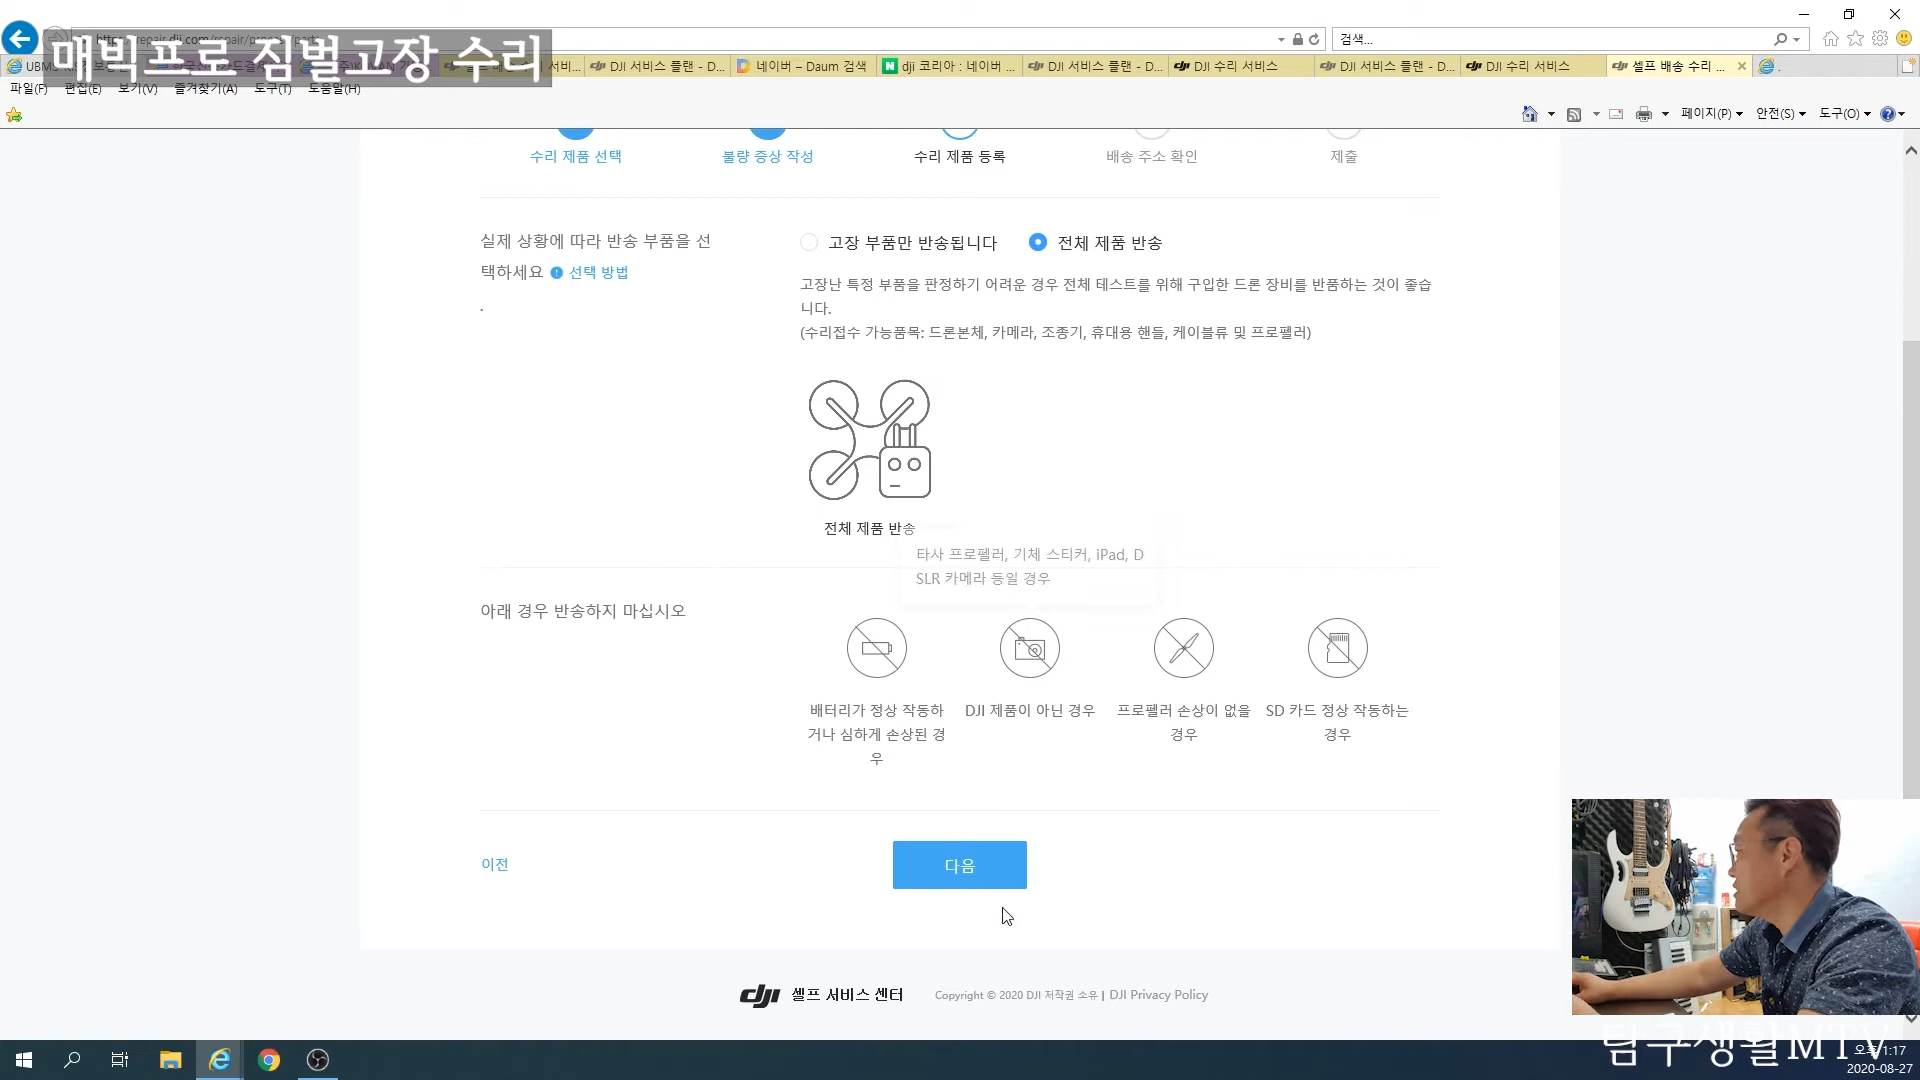 매빅프로 짐벌고장 수리
검색...
DJI 서비스 플랜 - D...
네이버 – Daum 검색
dji 코리아 : 네이버 ...
DJI 서비스 플랜 - D...
DJI 수리 서비스
DJI 서비스 플랜 - D...
DJI 수리 서비스
셀프 배송 수리 ...
파일(F) 편집(E) 보기(V) 즐겨찾기(A) 도구(T) 도움말(H)
페이지(P) 안전(S) 도구(O)
수리 제품 선택
불량 증상 작성
수리 제품 등록
배송 주소 확인
제출
실제 상황에 따라 반송 부품을 선
택하세요 선택 방법
.
고장 부품만 반송됩니다 전체 제품 반송
고장난 특정 부품을 판정하기 어려운 경우 전체 테스트를 위해 구입한 드론 장비를 반품하는 것이 좋습
니다.
(수리접수 가능품목: 드론본체, 카메라, 조종기, 휴대용 핸들, 케이블류 및 프로펠러)
전체 제품 반송
타사 프로펠러, 기체 스티커, iPad, D
SLR 카메라 등일 경우
아래 경우 반송하지 마십시오
배터리가 정상 작동하
거나 심하게 손상된 경
우
DJI 제품이 아닌 경우
프로펠러 손상이 없을
경우
SD 카드 정상 작동하는
경우
이전
다음
dji 셀프 서비스 센터
Copyright © 2020 DJI 저작권 소유 | DJI Privacy Policy
탐구생활MTV
오후 1:17
2020-08-27